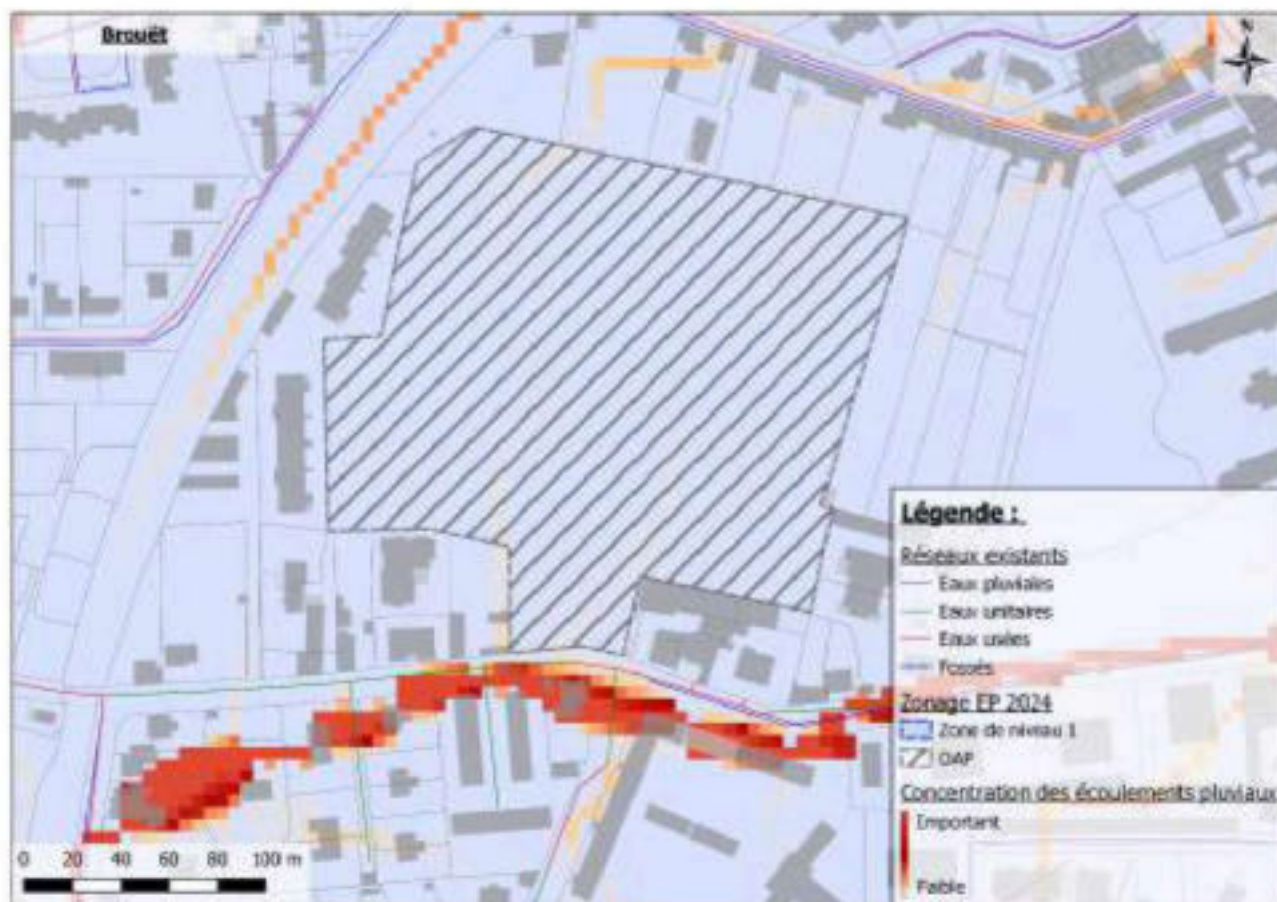 Brouët
N
Légende :
Réseaux existants
Eaux pluviales
Eaux unitaires
Eaux usées
Fossés
Zonage EP 2024
Zone de niveau 1
OAP
Concentration des écoulements pluviaux
Important
Faible
0 20 40 60 80 100 m